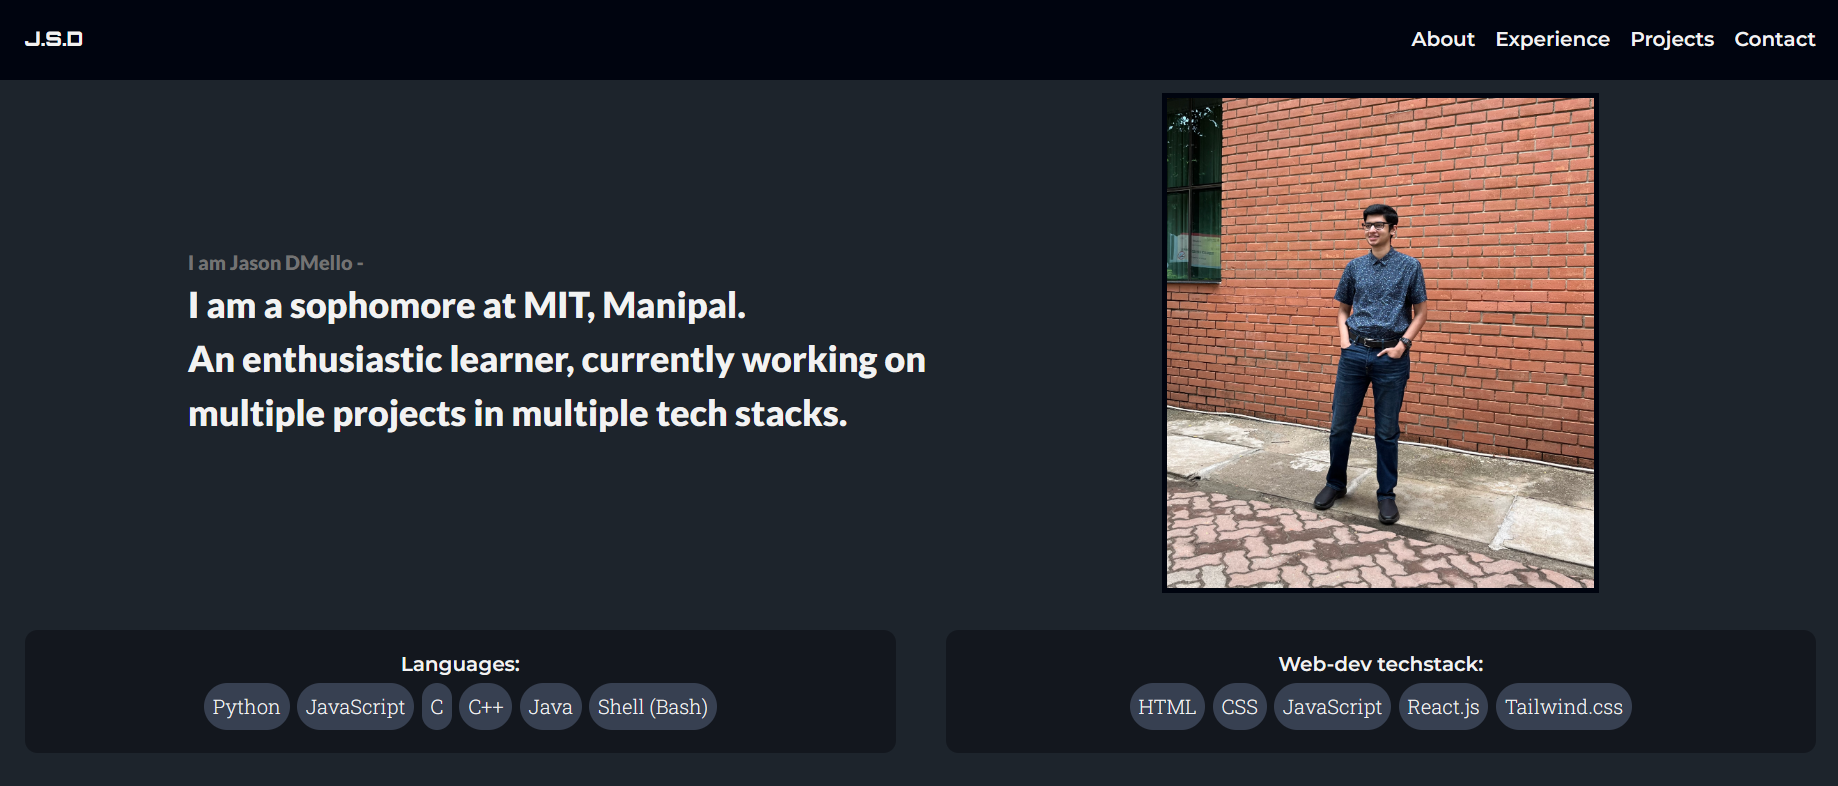 J.S.D
About Experience Projects Contact
I am Jason DMello -
I am a sophomore at MIT, Manipal.
An enthusiastic learner, currently working on
multiple projects in multiple tech stacks.
Languages:
Python JavaScript C C++ Java Shell (Bash)
Web-dev techstack:
HTML CSS JavaScript React.js Tailwind.css